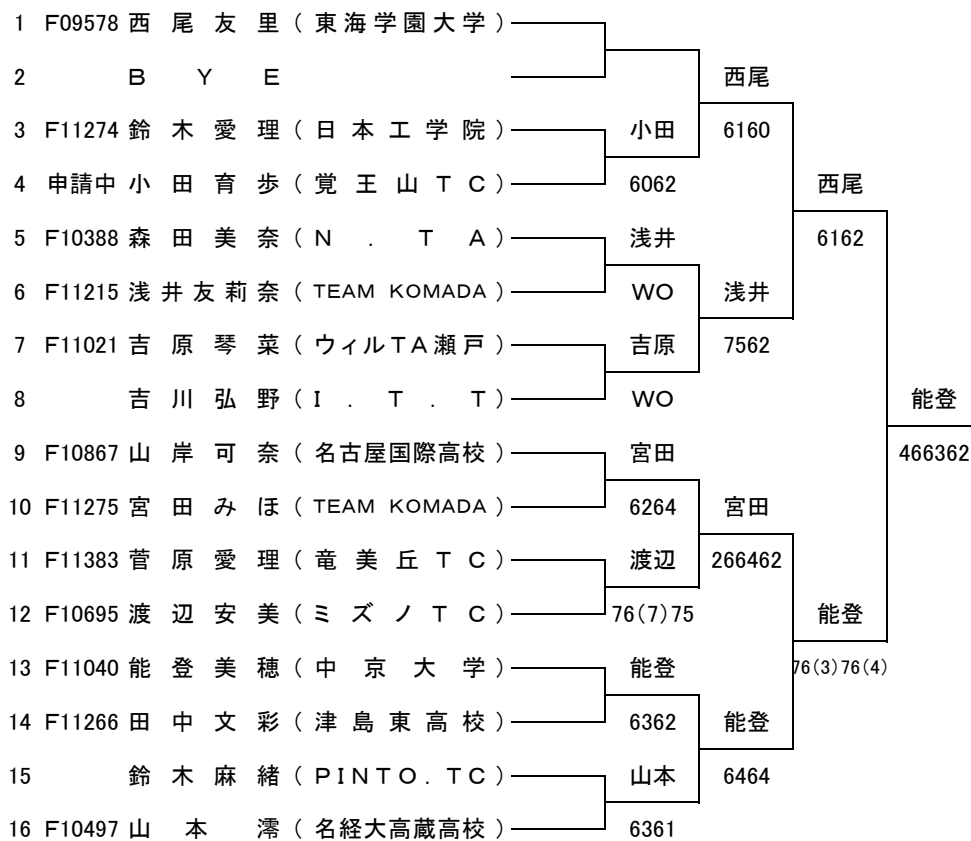 1 F09578 西尾友里(東海学園大学)
2 BYE 西尾
3 F11274 鈴木愛理(日本工学院) 小田 6160
4 申請中 小田育歩(覚王山TC) 6062 西尾
5 F10388 森田美奈(N.TA) 浅井 6162
6 F11215 浅井友莉奈(TEAM KOMADA) WO 浅井
7 F11021 吉原琴菜(ウィルTA瀬戸) 吉原 7562
8 吉川弘野(I.T.T) WO 能登
9 F10867 山岸可奈(名古屋国際高校) 宮田 466362
10 F11275 宮田みほ(TEAM KOMADA) 6264 宮田
11 F11383 菅原愛理(竜美丘TC) 渡辺 266462
12 F10695 渡辺安美(ミズノTC) 76(7)75 能登
13 F11040 能登美穂(中京大学) 能登 76(3)76(4)
14 F11266 田中文彩(津島東高校) 6362 能登
15 鈴木麻緒(PINTO.TC) 山本 6464
16 F10497 山本澪(名経大高蔵高校) 6361